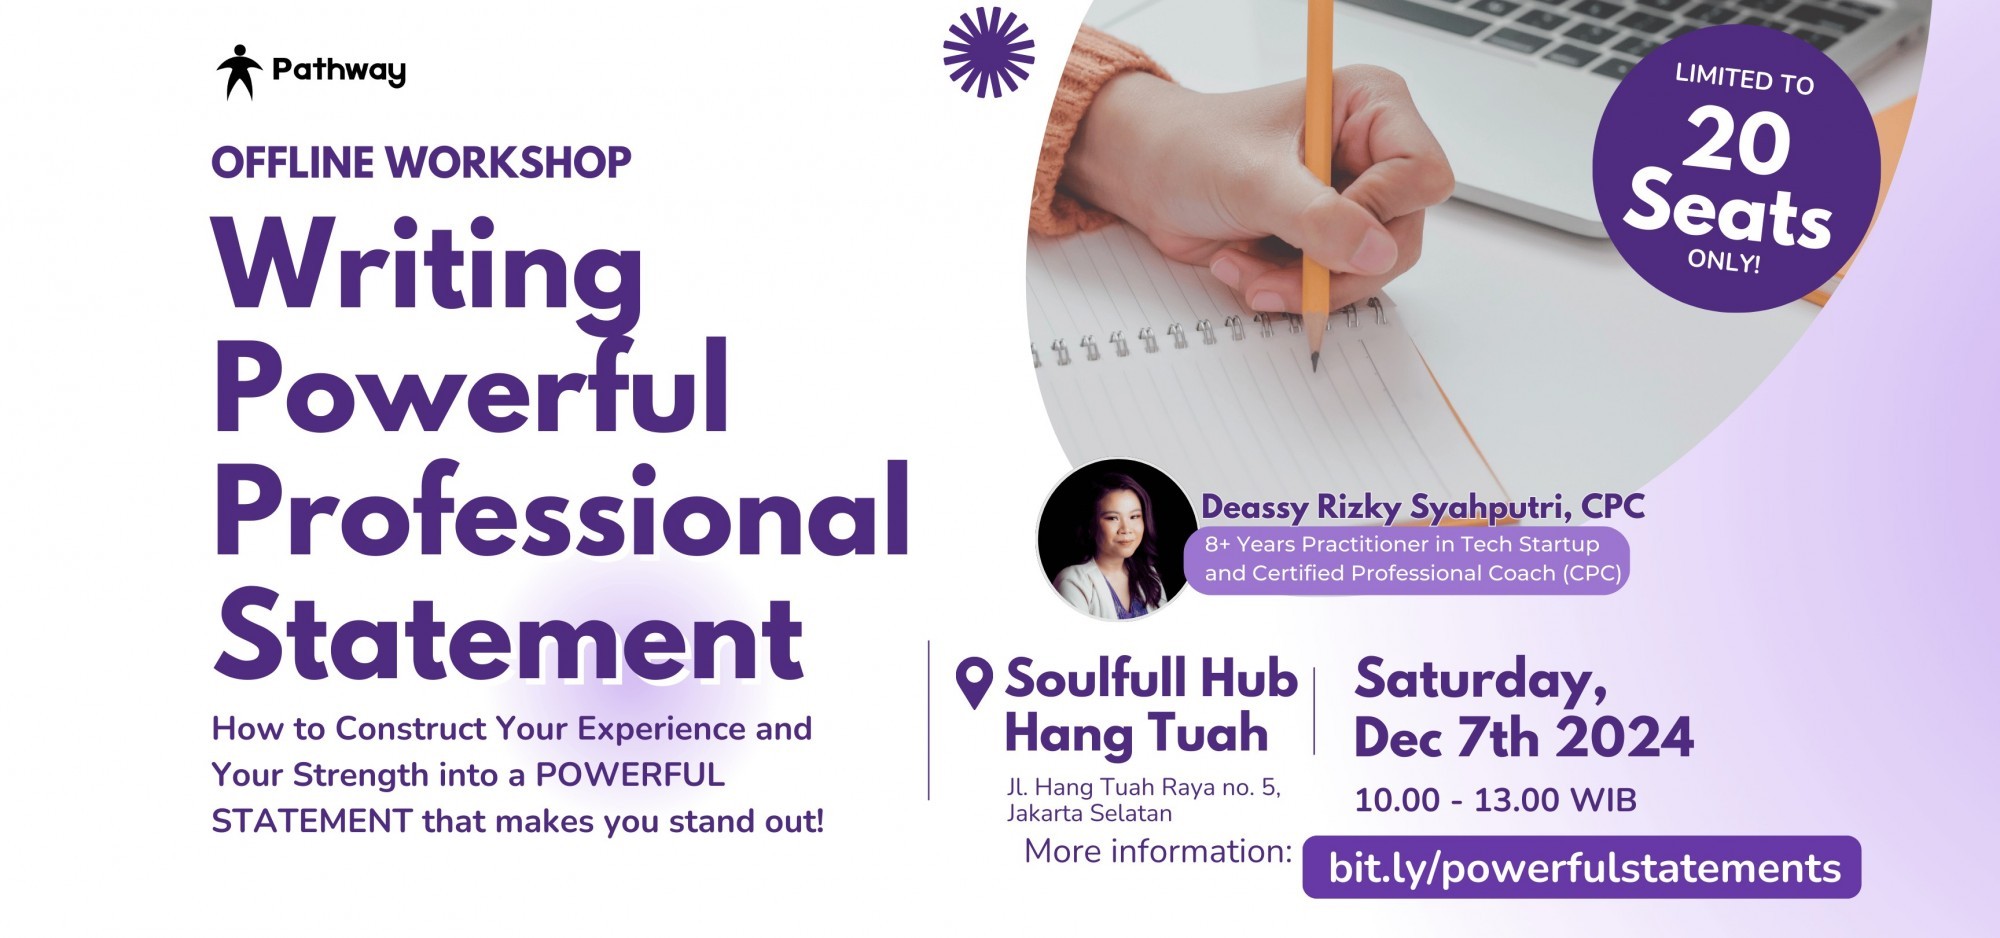 Pathway
OFFLINE WORKSHOP
Writing
Powerful
Professional
Statement
How to Construct Your Experience and
Your Strength into a POWERFUL
STATEMENT that makes you stand out!
LIMITED TO
20
Seats
ONLY!
Deassy Rizky Syahputri, CPC
8+ Years Practitioner in Tech Startup
and Certified Professional Coach (CPC)
Soulfull Hub
Hang Tuah
Jl. Hang Tuah Raya no. 5,
Jakarta Selatan
Saturday,
Dec 7th 2024
10.00 - 13.00 WIB
More information:
bit.ly/powerfulstatements